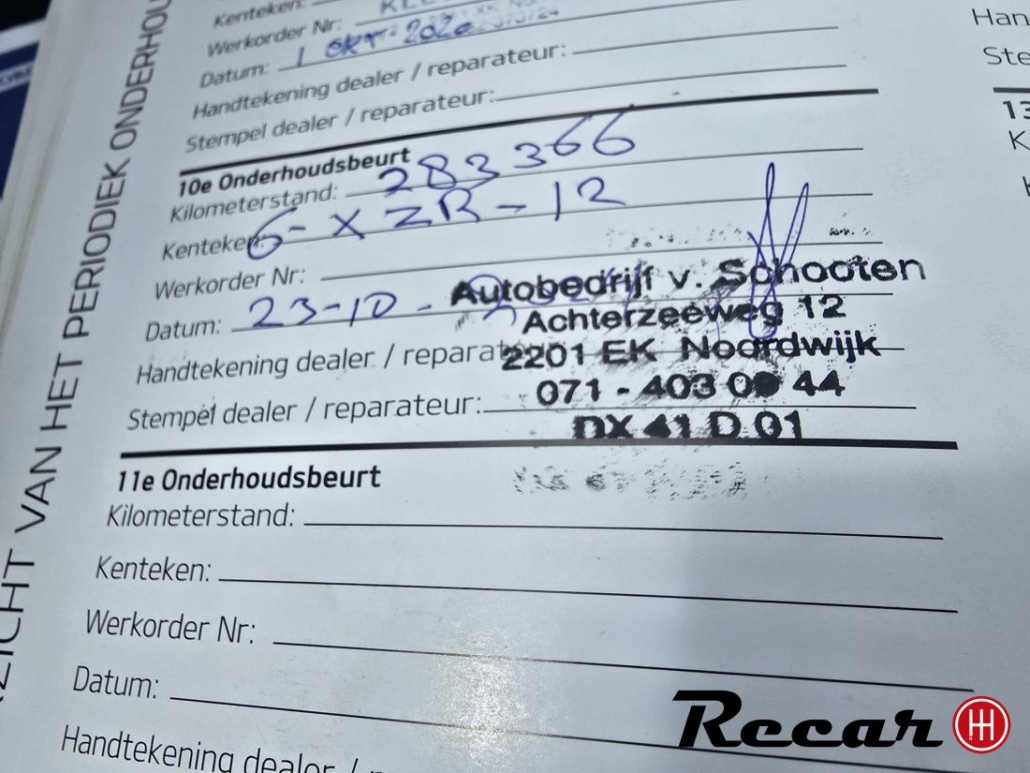 Kenteken:
Werkorder Nr:
Datum: 1 okt 2020
Handtekening dealer / reparateur:
Stempel dealer / reparateur:
10e Onderhoudsbeurt
Kilometerstand: 283366
Kenteken: 6-XZR-12
Werkorder Nr:
Datum: 23-10-
Handtekening dealer / reparateur
Stempel dealer / reparateur:
Autobedrijf v. Schooten
Achterzeeweg 12
2201 EK Noordwijk
071 - 403 44
DX 41 D 01
11e Onderhoudsbeurt
Kilometerstand:
Kenteken:
Werkorder Nr:
Datum:
Handtekening dealer /
VAN HET PERIODIEK
Han
Ste
13
K
Recar